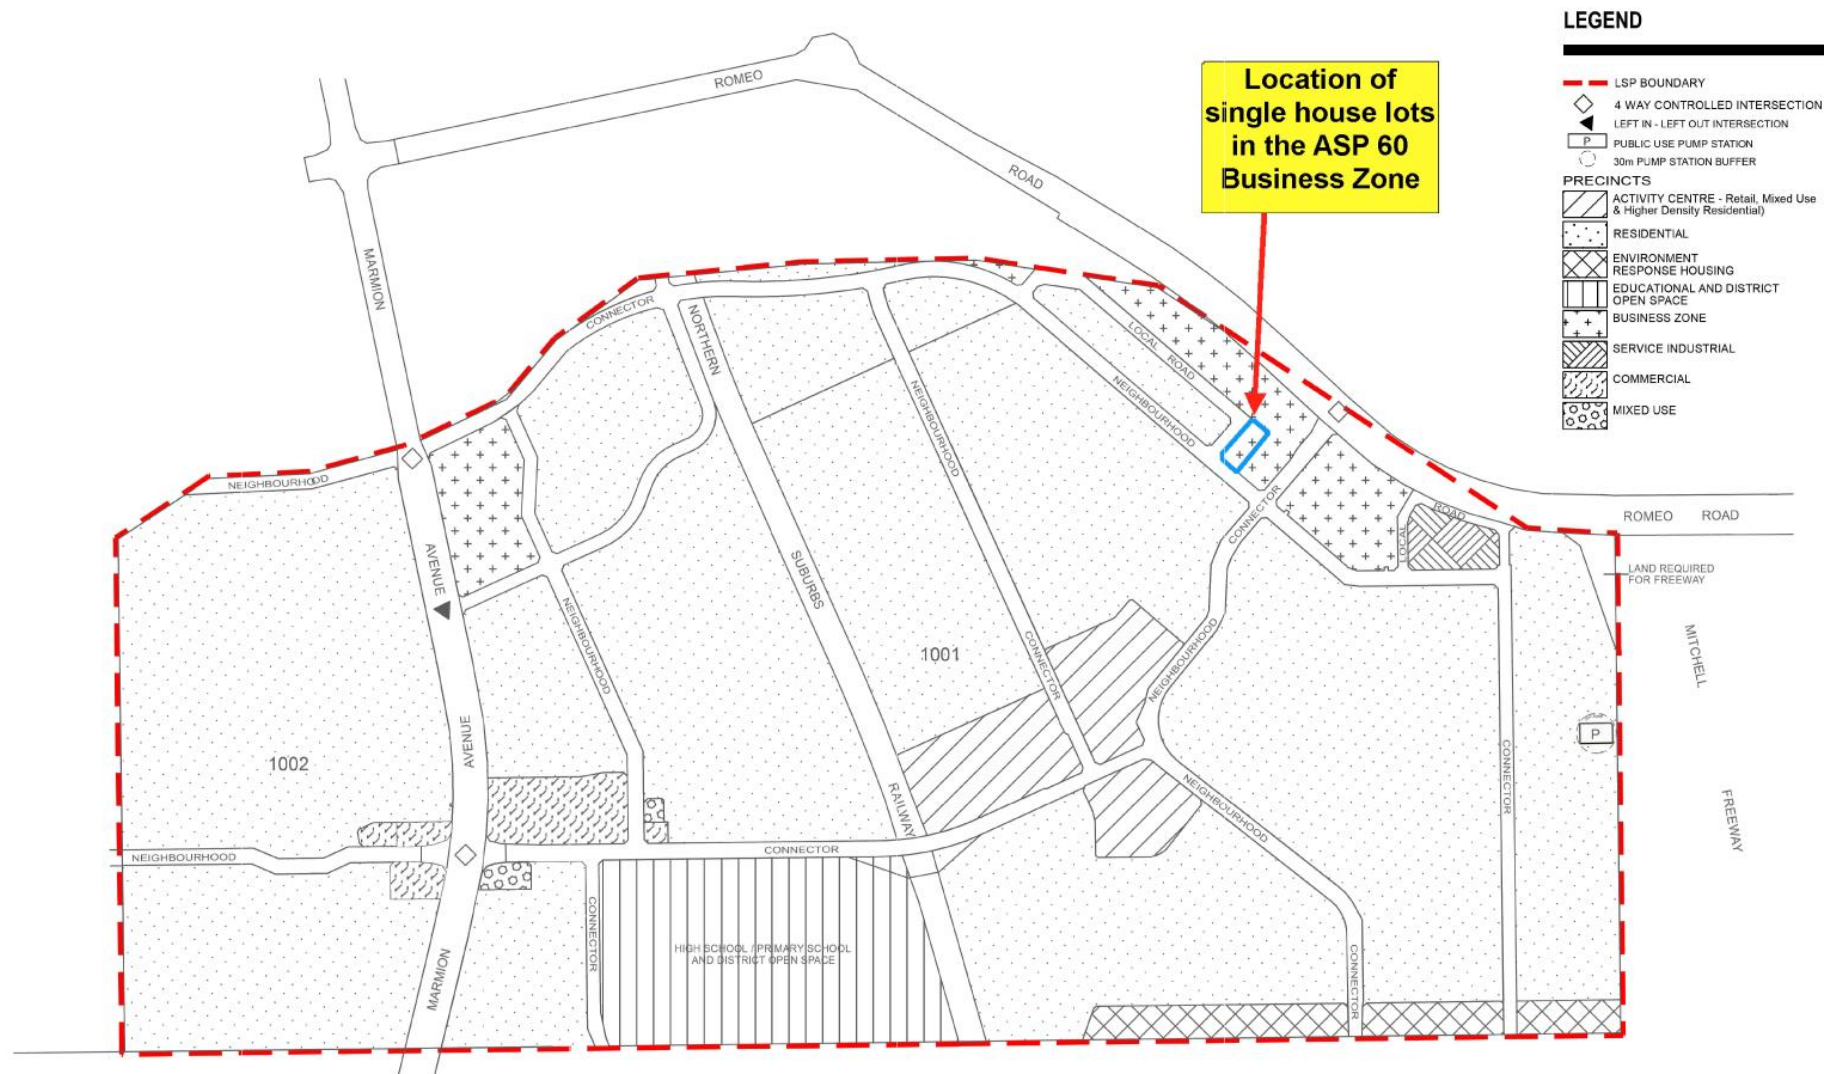 LEGEND
LSP BOUNDARY
4 WAY CONTROLLED INTERSECTION
LEFT IN - LEFT OUT INTERSECTION
P
PUBLIC USE PUMP STATION
30m PUMP STATION BUFFER
PRECINCTS
ACTIVITY CENTRE - Retail, Mixed Use
& Higher Density Residential)
RESIDENTIAL
ENVIRONMENT
RESPONSE HOUSING
EDUCATIONAL AND DISTRICT
OPEN SPACE
BUSINESS ZONE
SERVICE INDUSTRIAL
COMMERCIAL
MIXED USE
Location of
single house lots
in the ASP 60
Business Zone
ROMEO
ROAD
MARMION
CONNECTOR
NORTHERN
LOCAL
ROAD
NEIGHBOURHOOD
NEIGHBOURHOOD
NEIGHBOURHOOD
CONNECTOR
LOCAL
ROAD
ROMEO ROAD
LAND REQUIRED
FOR FREEWAY
AVENUE
SUBURBS
NEIGHBOURHOOD
1001
CONNECTOR
NEIGHBOURHOOD
MITCHELL
1002
AVENUE
P
RAILWAY
NEIGHBOURHOOD
CONNECTOR
FREEWAY
NEIGHBOURHOOD
CONNECTOR
CONNECTOR
HIGH SCHOOL / PRIMARY SCHOOL
AND DISTRICT OPEN SPACE
MARMION
CONNECTOR